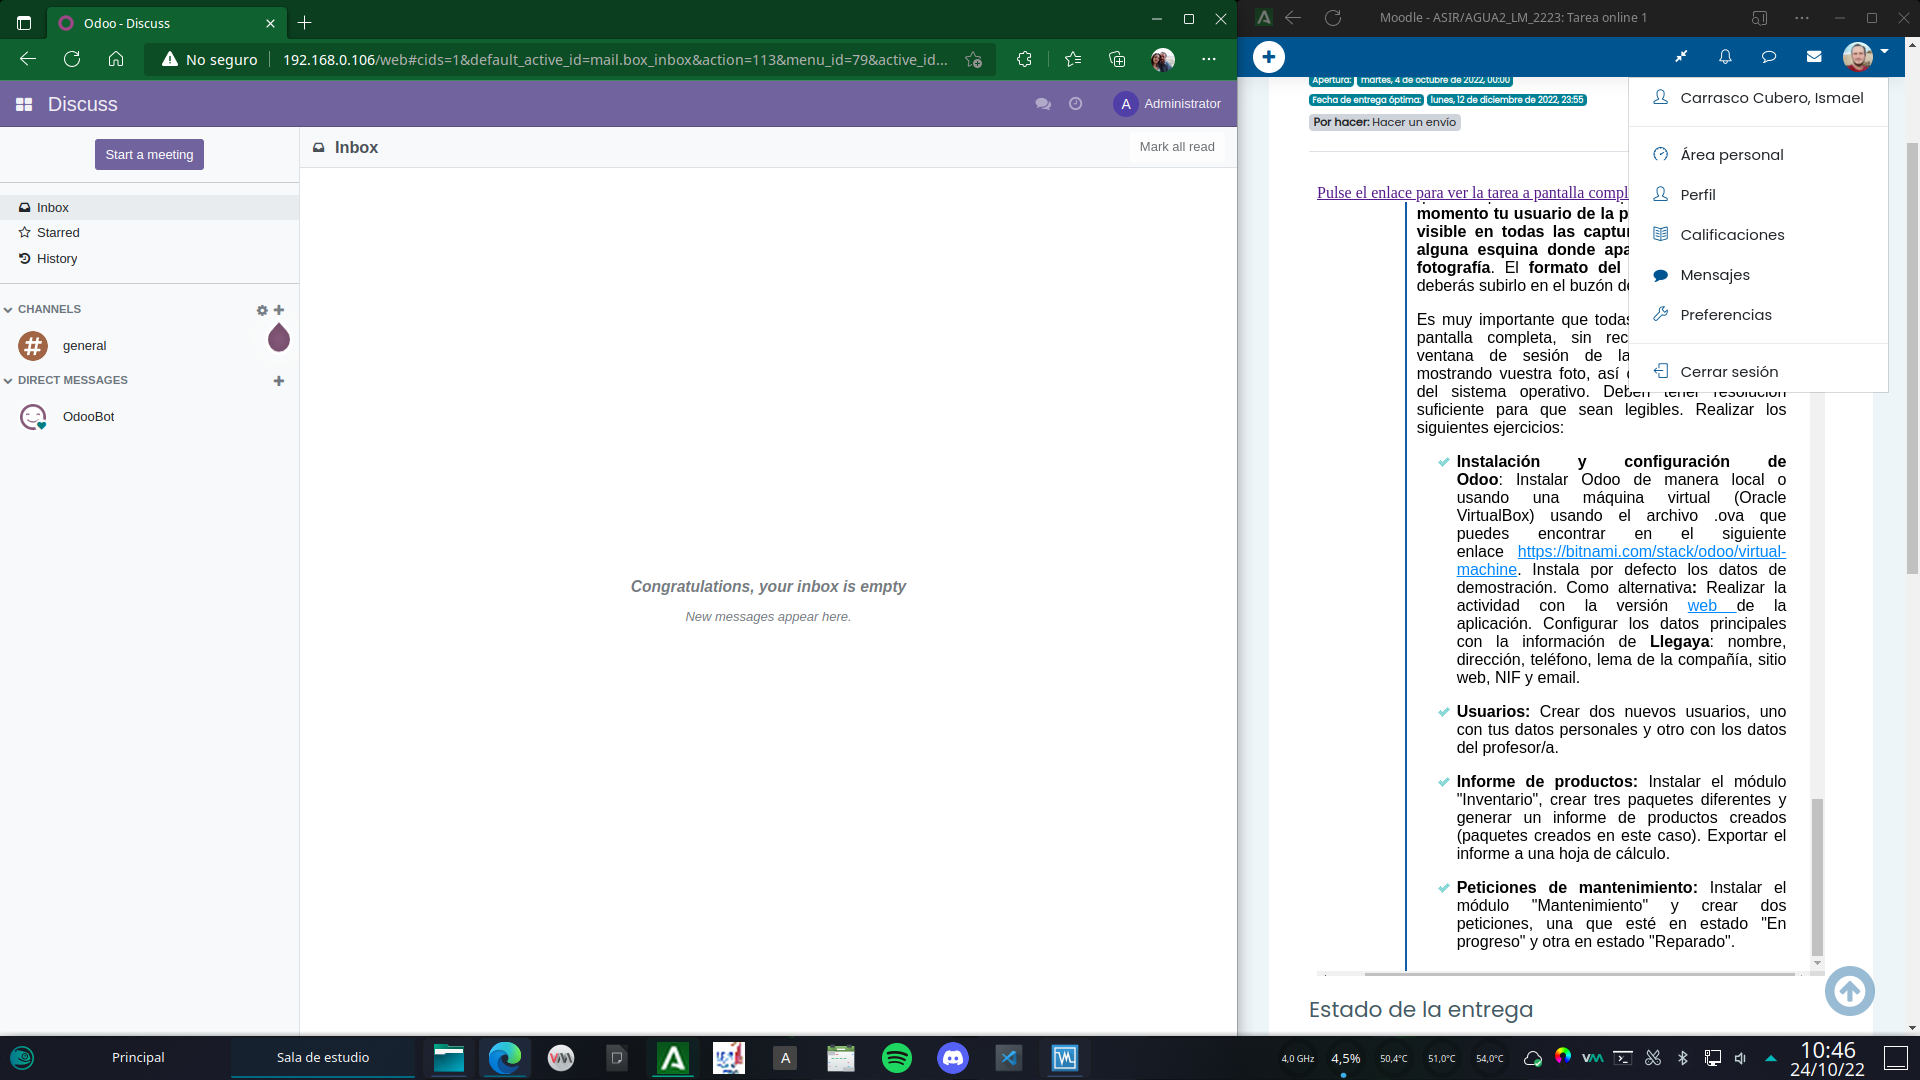 Odoo - Discuss
No seguro
192.168.0.106/web#cids=1&default_active_id=mail.box_inbox&action=113&menu_id=79&active_id...
Discuss
A Administrator
Start a meeting
Inbox
Starred
History
CHANNELS
general
DIRECT MESSAGES
OdooBot
Inbox
Mark all read
Congratulations, your inbox is empty
New messages appear here.
Moodle - ASIR/AGUA2_LM_2223: Tarea online 1
Apertura: martes, 4 de octubre de 2022, 00:00
Fecha de entrega óptima: lunes, 12 de diciembre de 2022, 23:55
Por hacer: Hacer un envío
Carrasco Cubero, Ismael
Área personal
Perfil
Calificaciones
Mensajes
Preferencias
Cerrar sesión
Pulse el enlace para ver la tarea a pantalla compl
momento tu usuario de la p
visible en todas las captur
alguna esquina donde apa
fotografía. El formato del
deberás subirlo en el buzón de
Es muy importante que todas
pantalla completa, sin rec
ventana de sesión de la
mostrando vuestra foto, así
del sistema operativo. Deben tener resolución
suficiente para que sean legibles. Realizar los
siguientes ejercicios:
Instalación y configuración de
Odoo: Instalar Odoo de manera local o
usando una máquina virtual (Oracle
VirtualBox) usando el archivo .ova que
puedes encontrar en el siguiente
enlace https://bitnami.com/stack/odoo/virtual-
machine. Instala por defecto los datos de
demostración. Como alternativa: Realizar la
actividad con la versión web de la
aplicación. Configurar los datos principales
con la información de Llegaya: nombre,
dirección, teléfono, lema de la compañía, sitio
web, NIF y email.
Usuarios: Crear dos nuevos usuarios, uno
con tus datos personales y otro con los datos
del profesor/a.
Informe de productos: Instalar el módulo
"Inventario", crear tres paquetes diferentes y
generar un informe de productos creados
(paquetes creados en este caso). Exportar el
informe a una hoja de cálculo.
Peticiones de mantenimiento: Instalar el
módulo "Mantenimiento" y crear dos
peticiones, una que esté en estado "En
progreso" y otra en estado "Reparado".
Estado de la entrega
Principal
Sala de estudio
A
4,0 GHz
4,5%
50,4°C
51,0°C
54,0°C
10:46
24/10/22